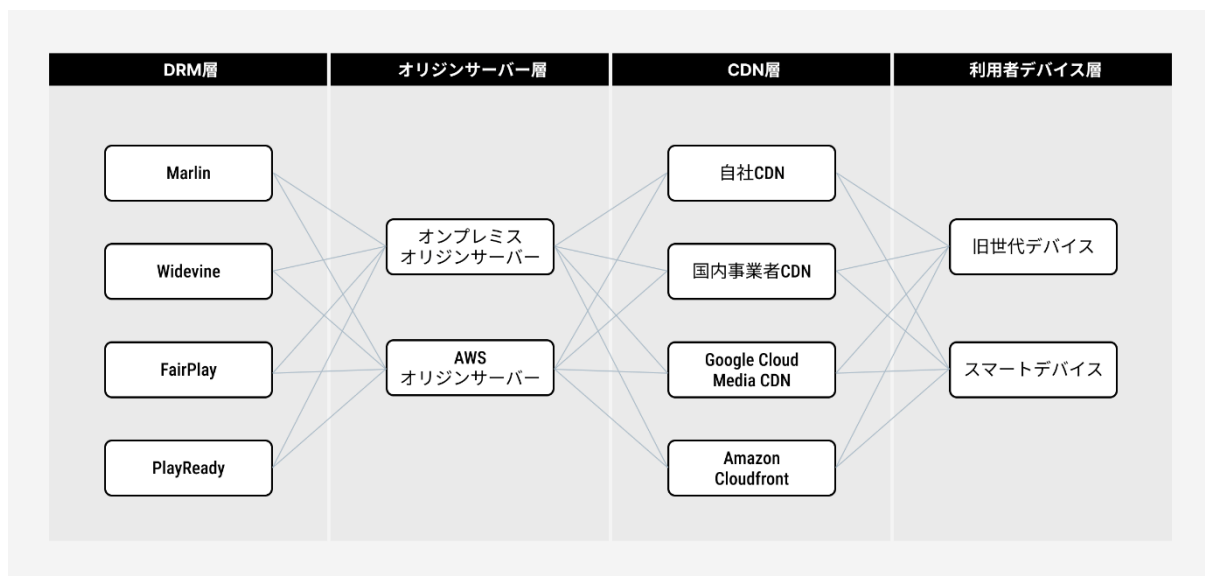 DRM層
オリジンサーバー層
CDN層
利用者デバイス層
Marlin
Widevine
FairPlay
PlayReady
オンプレミス
オリジンサーバー
AWS
オリジンサーバー
自社CDN
国内事業者CDN
Google Cloud
Media CDN
Amazon
Cloudfront
旧世代デバイス
スマートデバイス